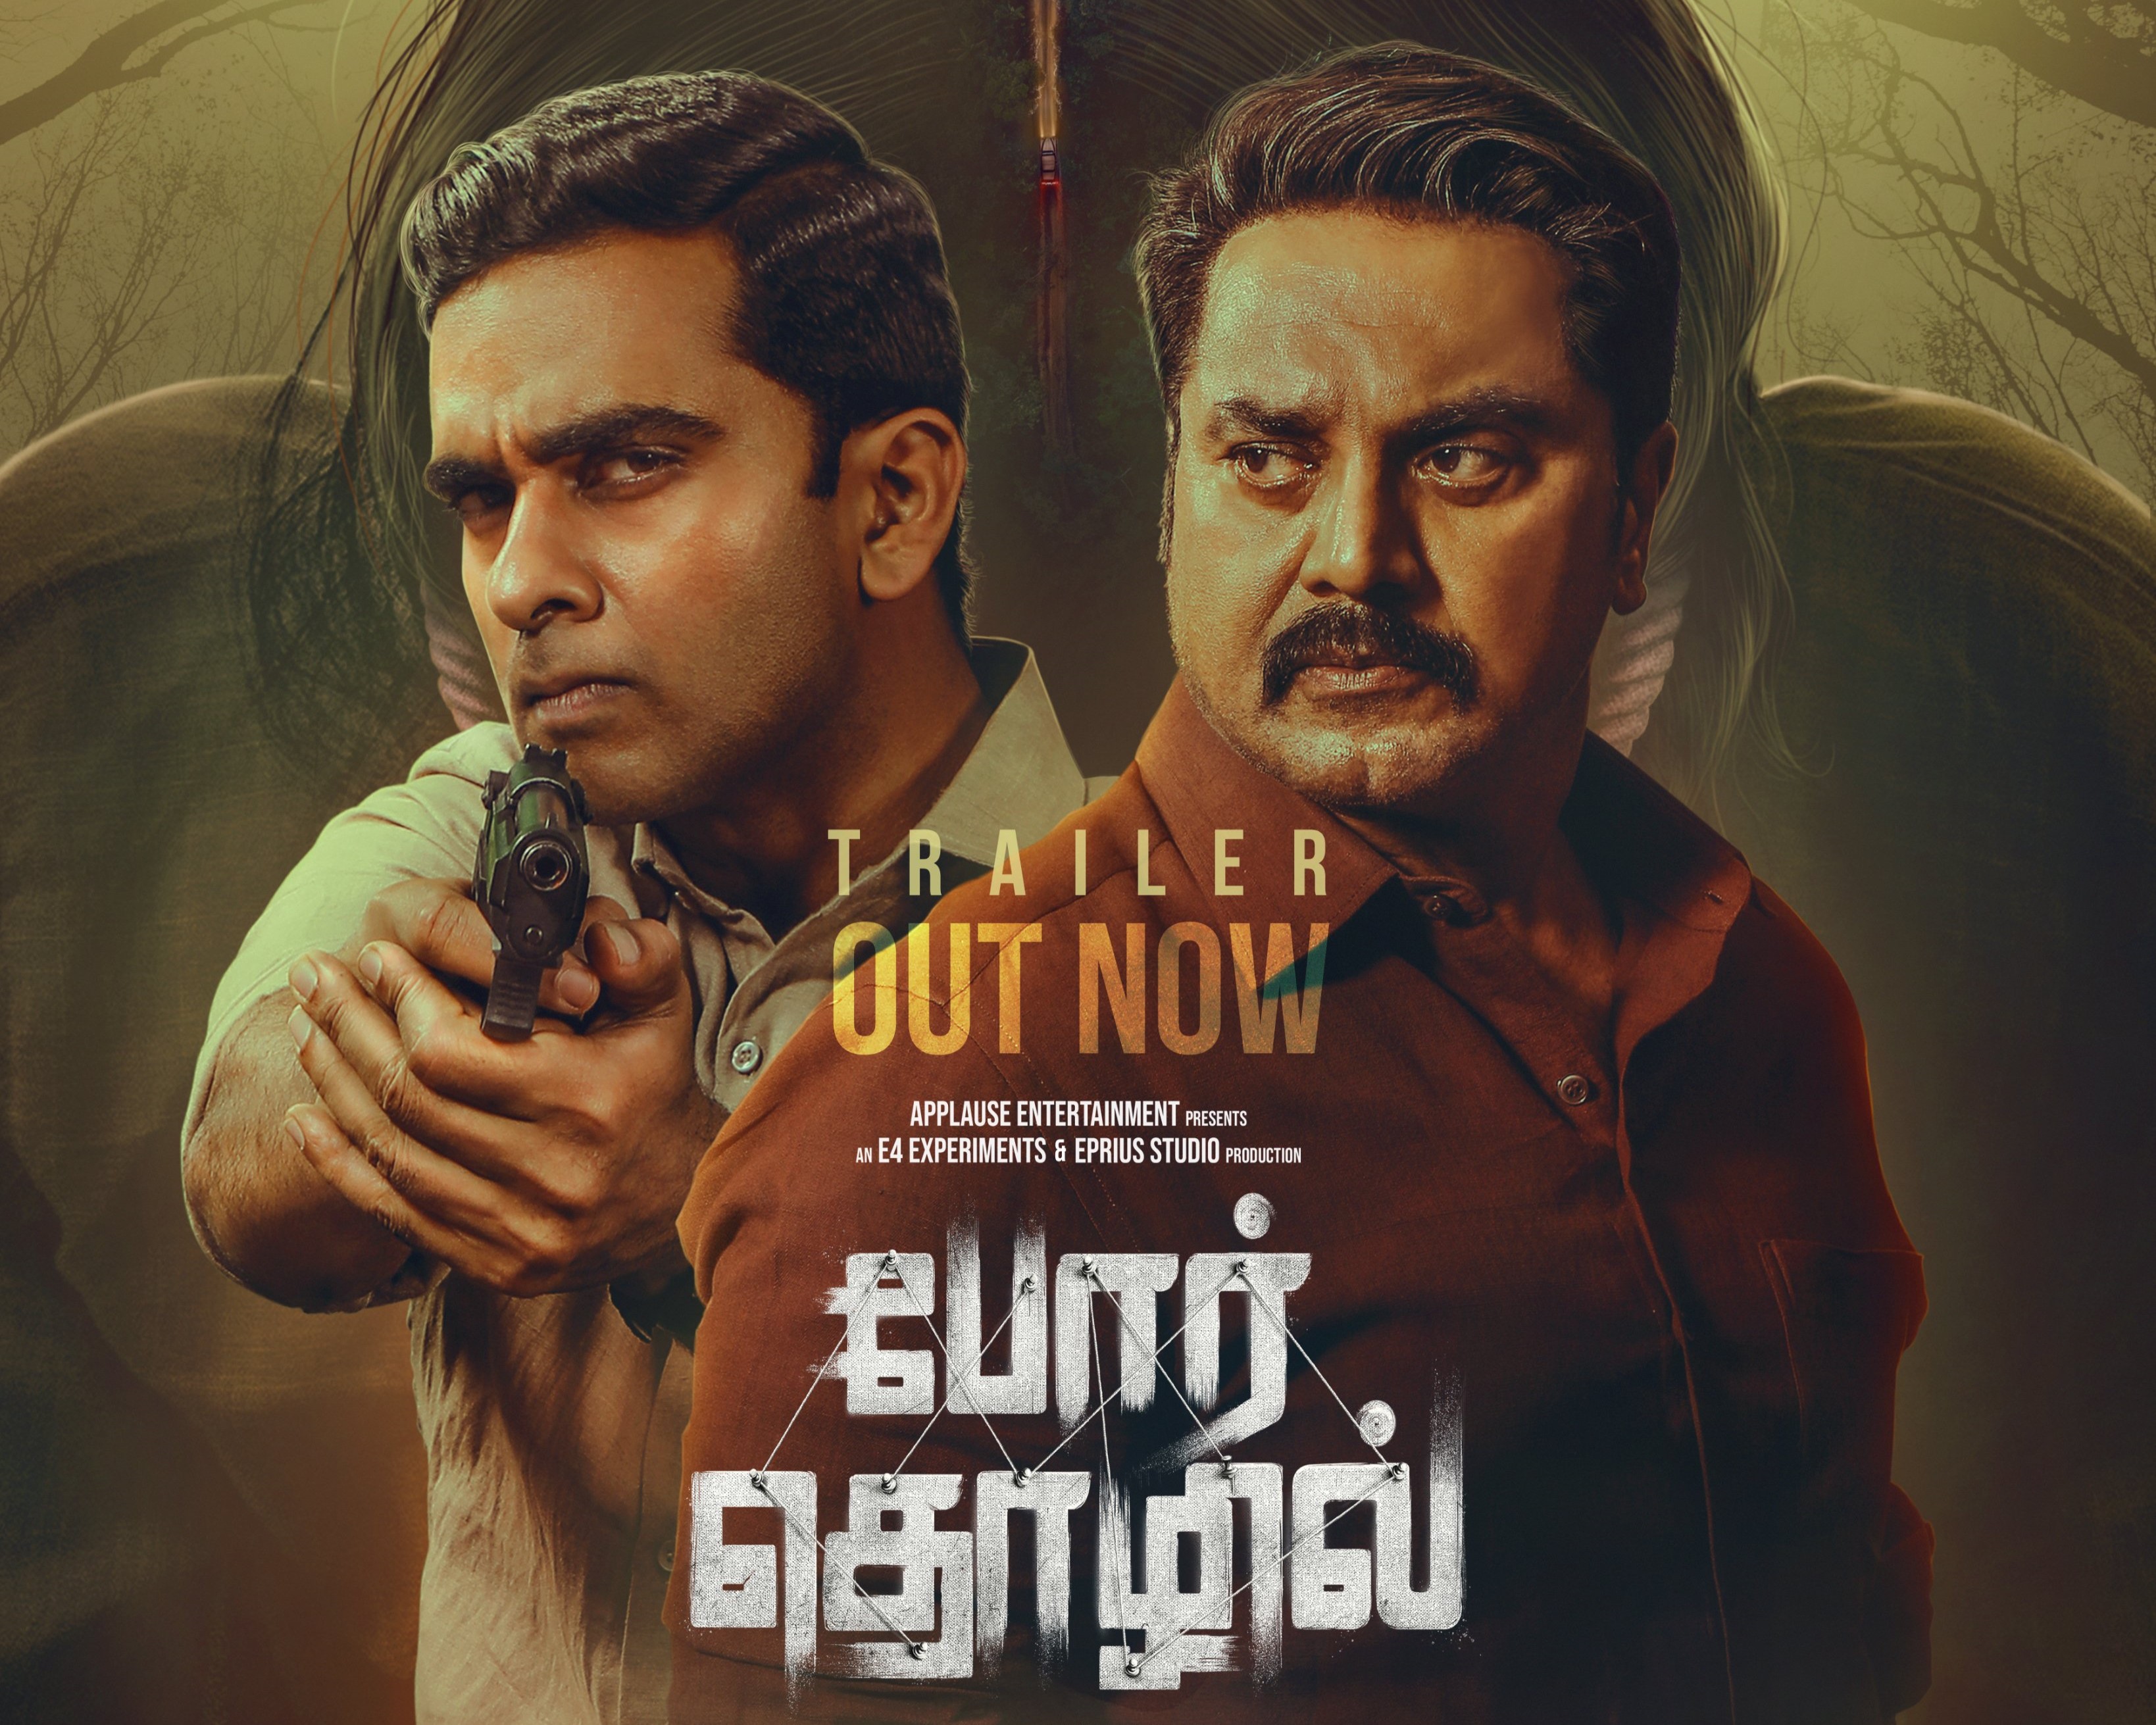 TRAILER
OUT NOW
APPLAUSE ENTERTAINMENT PRESENTS
AN E4 EXPERIMENTS & EPRIUS STUDIO PRODUCTION
போர்
தொழில்